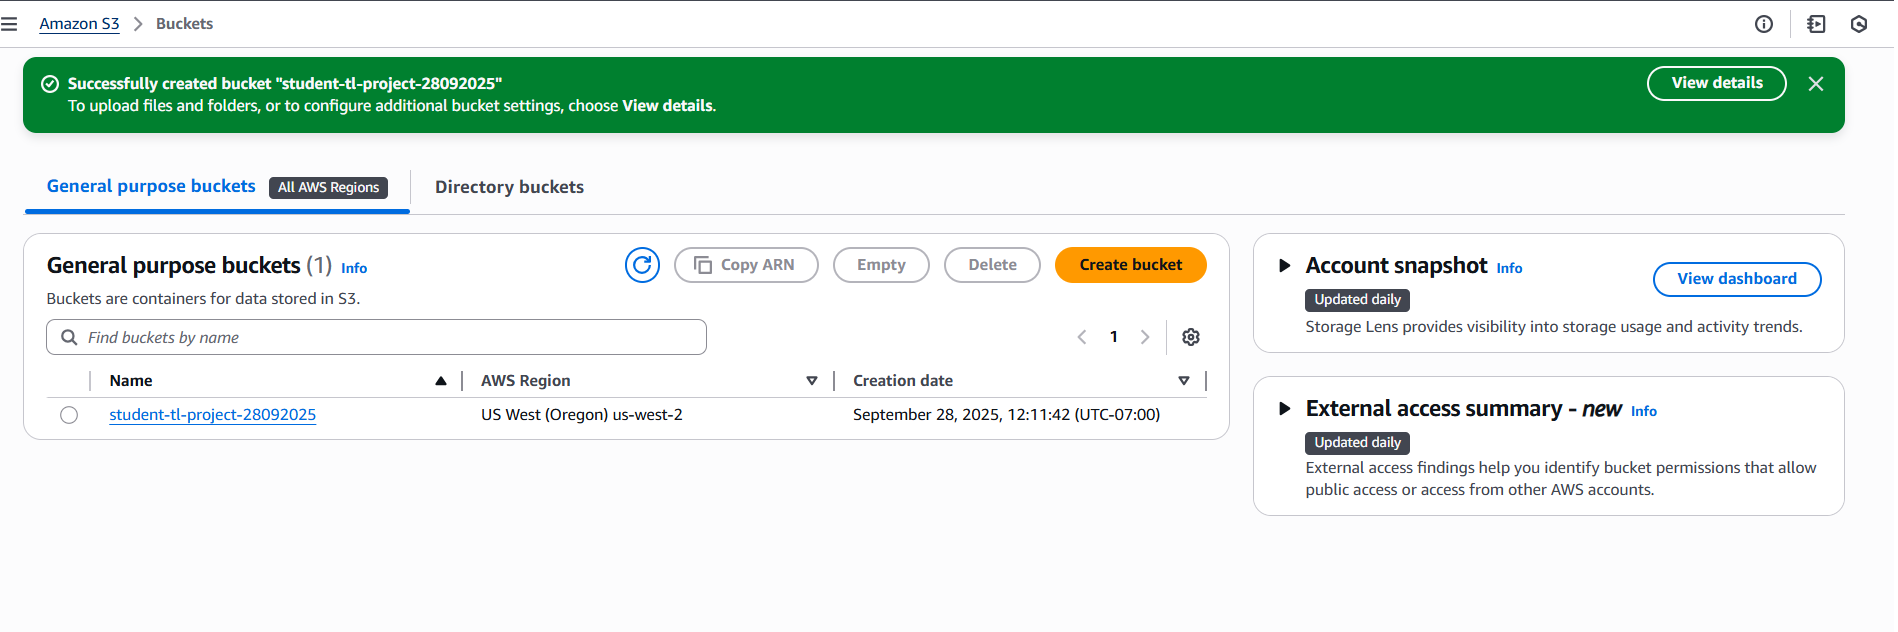 Amazon S3 > Buckets
Successfully created bucket "student-tl-project-28092025"
To upload files and folders, or to configure additional bucket settings, choose View details.
View details
General purpose buckets All AWS Regions
Directory buckets
General purpose buckets (1) Info
Buckets are containers for data stored in S3.
Copy ARN
Empty
Delete
Create bucket
Find buckets by name
1
Name AWS Region Creation date
student-tl-project-28092025 US West (Oregon) us-west-2 September 28, 2025, 12:11:42 (UTC-07:00)
Account snapshot Info
View dashboard
Updated daily
Storage Lens provides visibility into storage usage and activity trends.
External access summary - new Info
Updated daily
External access findings help you identify bucket permissions that allow
public access or access from other AWS accounts.